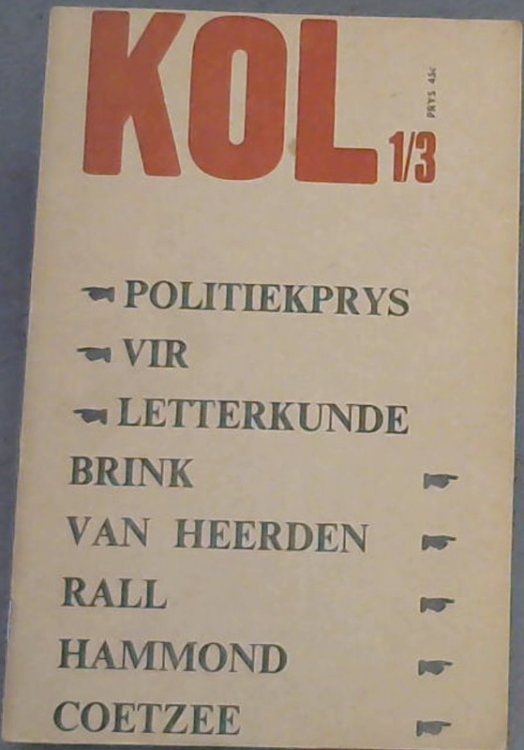 KOL 1/3
PRYS 45c
POLITIEKPRYS
VIR
LETTERKUNDE
BRINK
VAN HEERDEN
RALL
HAMMOND
COETZEE